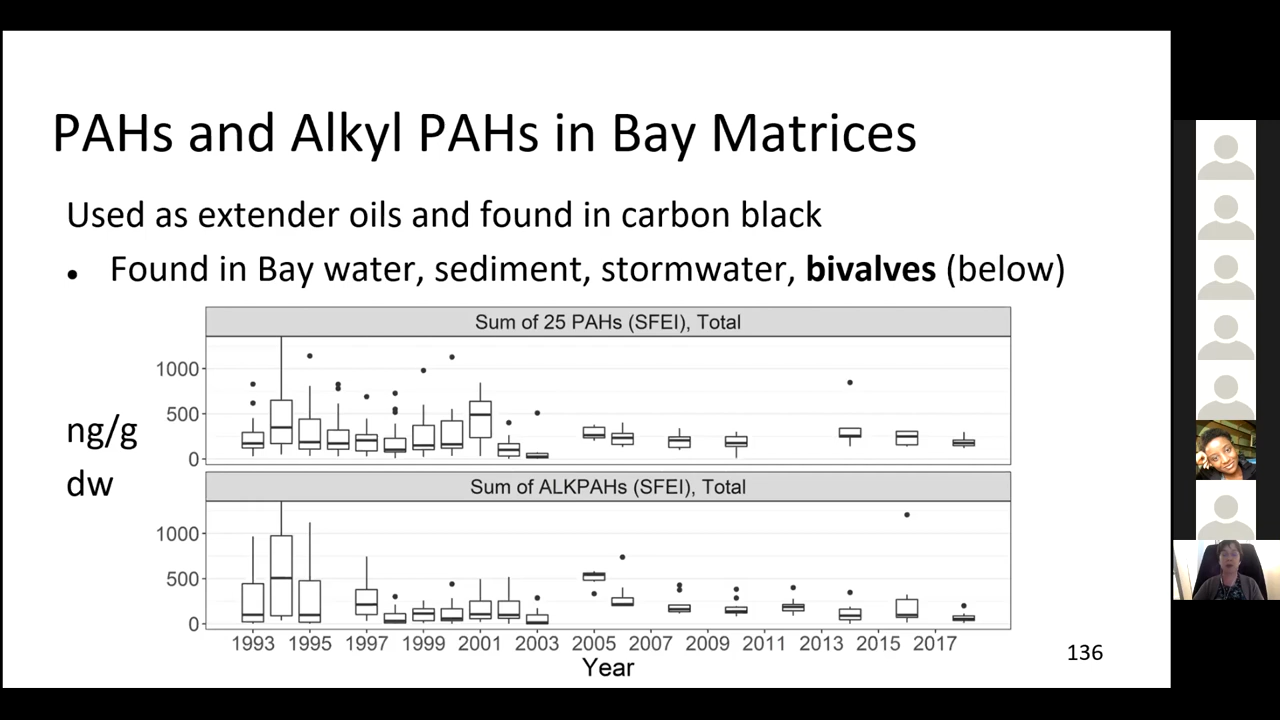 PAHs and Alkyl PAHs in Bay Matrices
Used as extender oils and found in carbon black
• Found in Bay water, sediment, stormwater, bivalves (below)
Sum of 25 PAHs (SFEI), Total
1000
500
0
ng/g
dw
Sum of ALKPAHs (SFEI), Total
1000
500
0
1993 1995 1997 1999 2001 2003 2005 2007 2009 2011 2013 2015 2017
Year
136